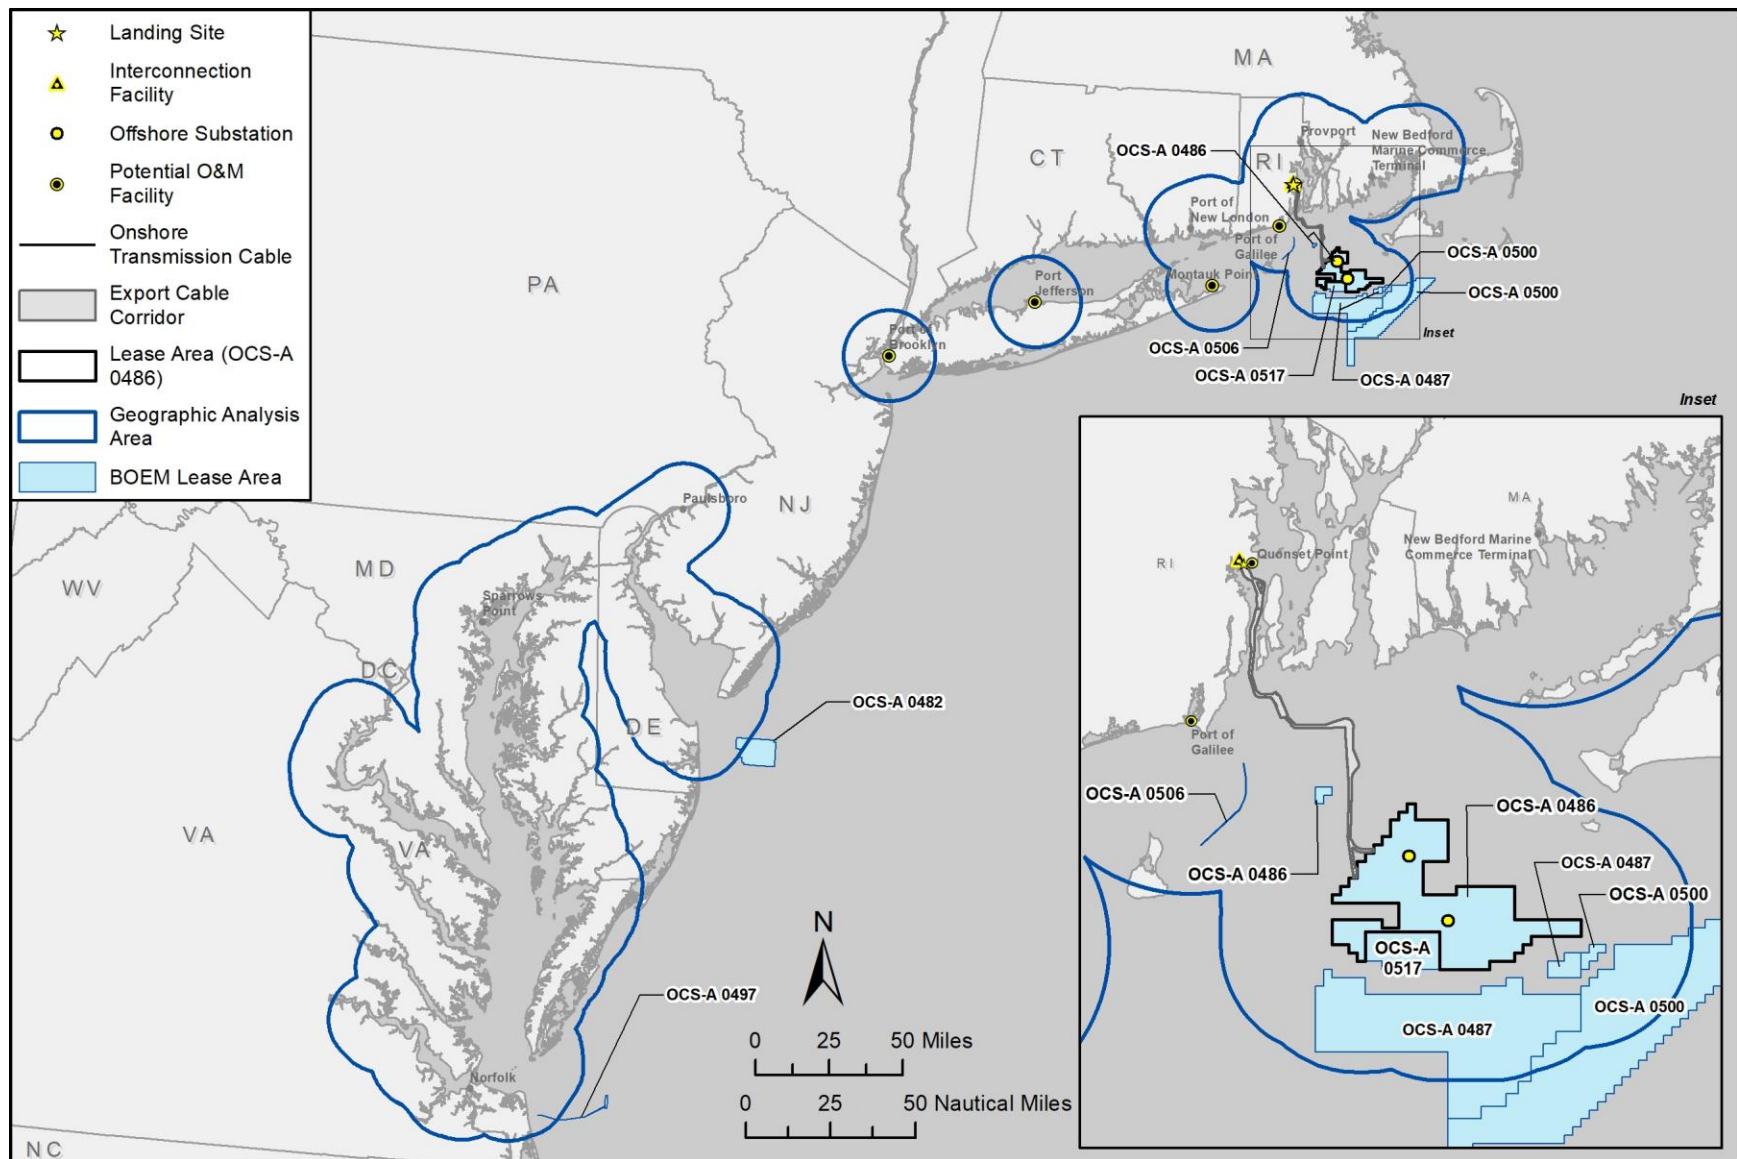 Landing Site
Interconnection
Facility
Offshore Substation
Potential O&M
Facility
Onshore
Transmission Cable
Export Cable
Corridor
Lease Area (OCS-A
0486)
Geographic Analysis
Area
BOEM Lease Area
MA
CT
RI
PA
NJ
MD
WV
DC
DE
VA
VA
NC
Provport
New Bedford
Marine Commerce
Terminal
OCS-A 0486
Port of
New London
Port of
Galilee
Montauk Point
Port
Jefferson
Port of
Brooklyn
OCS-A 0500
OCS-A 0500
Inset
OCS-A 0506
OCS-A 0517
OCS-A 0487
Paulsboro
Sparrows
Point
OCS-A 0482
OCS-A 0497
Norfolk
N
0 25 50 Miles
0 25 50 Nautical Miles
Inset
MA
RI
New Bedford Marine
Commerce Terminal
Quonset Point
Port of
Galilee
OCS-A 0506
OCS-A 0486
OCS-A 0486
OCS-A 0487
OCS-A 0500
OCS-A
0517
OCS-A 0500
OCS-A 0487